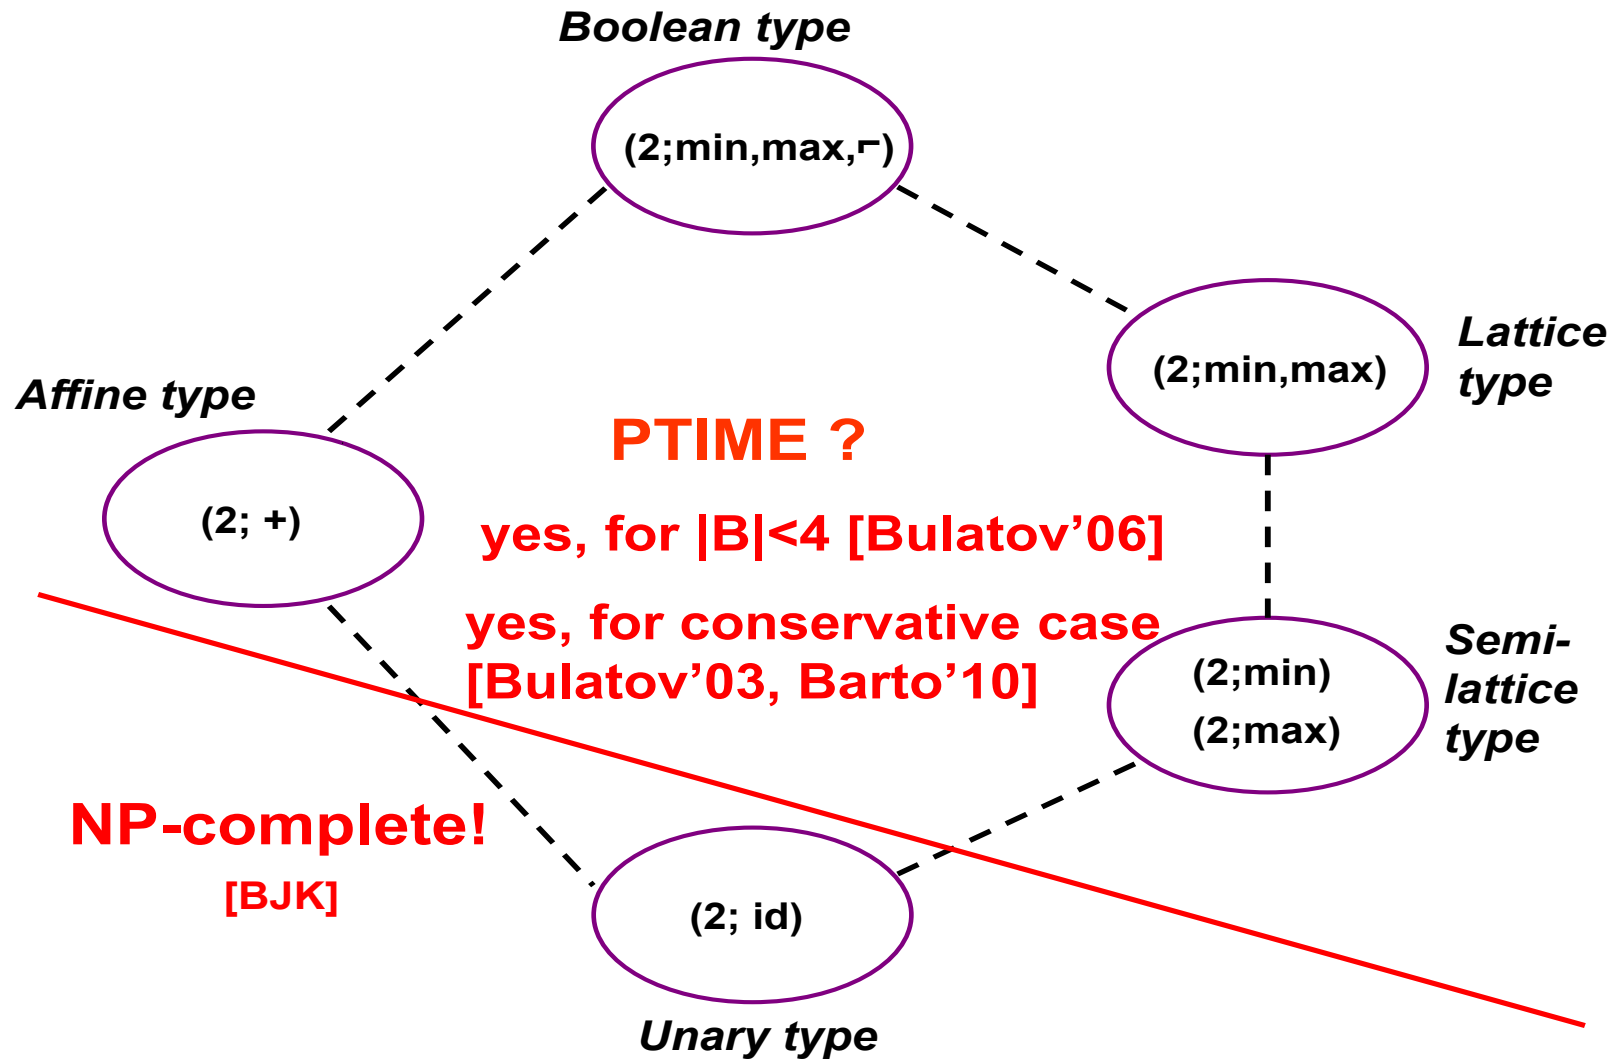 Boolean type
(2;min,max,⌐)
Lattice
type
(2;min,max)
Affine type
PTIME ?
(2; +)
yes, for |B|<4 [Bulatov’06]
yes, for conservative case
[Bulatov’03, Barto’10]
Semi-
lattice
type
(2;min)
(2;max)
NP-complete!
[BJK]
(2; id)
Unary type